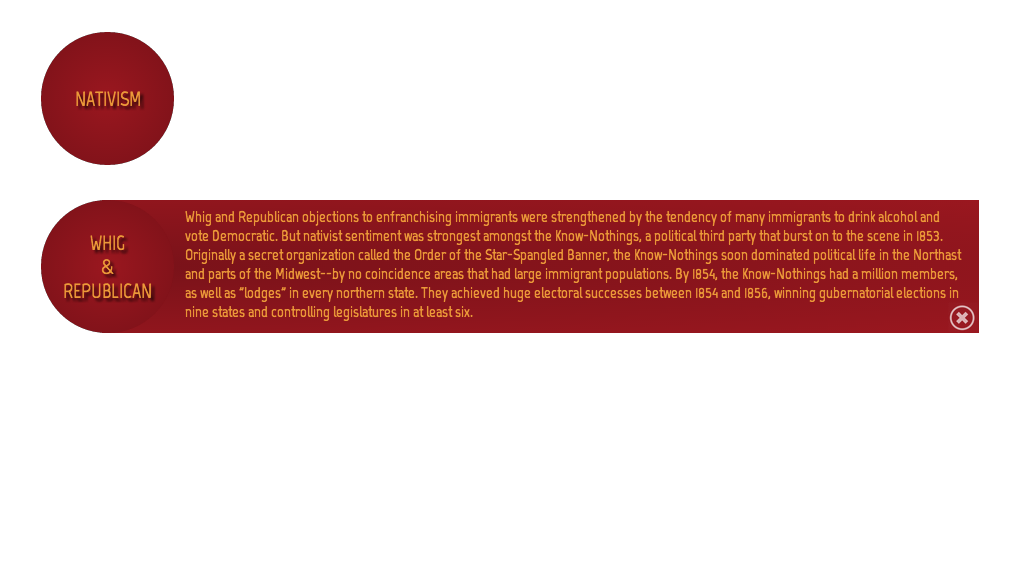 NATIVISM
WHIG
&
REPUBLICAN
Whig and Republican objections to enfranchising immigrants were strengthened by the tendency of many immigrants to drink alcohol and
vote Democratic. But nativist sentiment was strongest amongst the Know-Nothings, a political third party that burst on to the scene in 1853.
Originally a secret organization called the Order of the Star-Spangled Banner, the Know-Nothings soon dominated political life in the Northast
and parts of the Midwest--by no coincidence areas that had large immigrant populations. By 1854, the Know-Nothings had a million members,
as well as "lodges" in every northern state. They achieved huge electoral successes between 1854 and 1856, winning gubernatorial elections in
nine states and controlling legislatures in at least six.